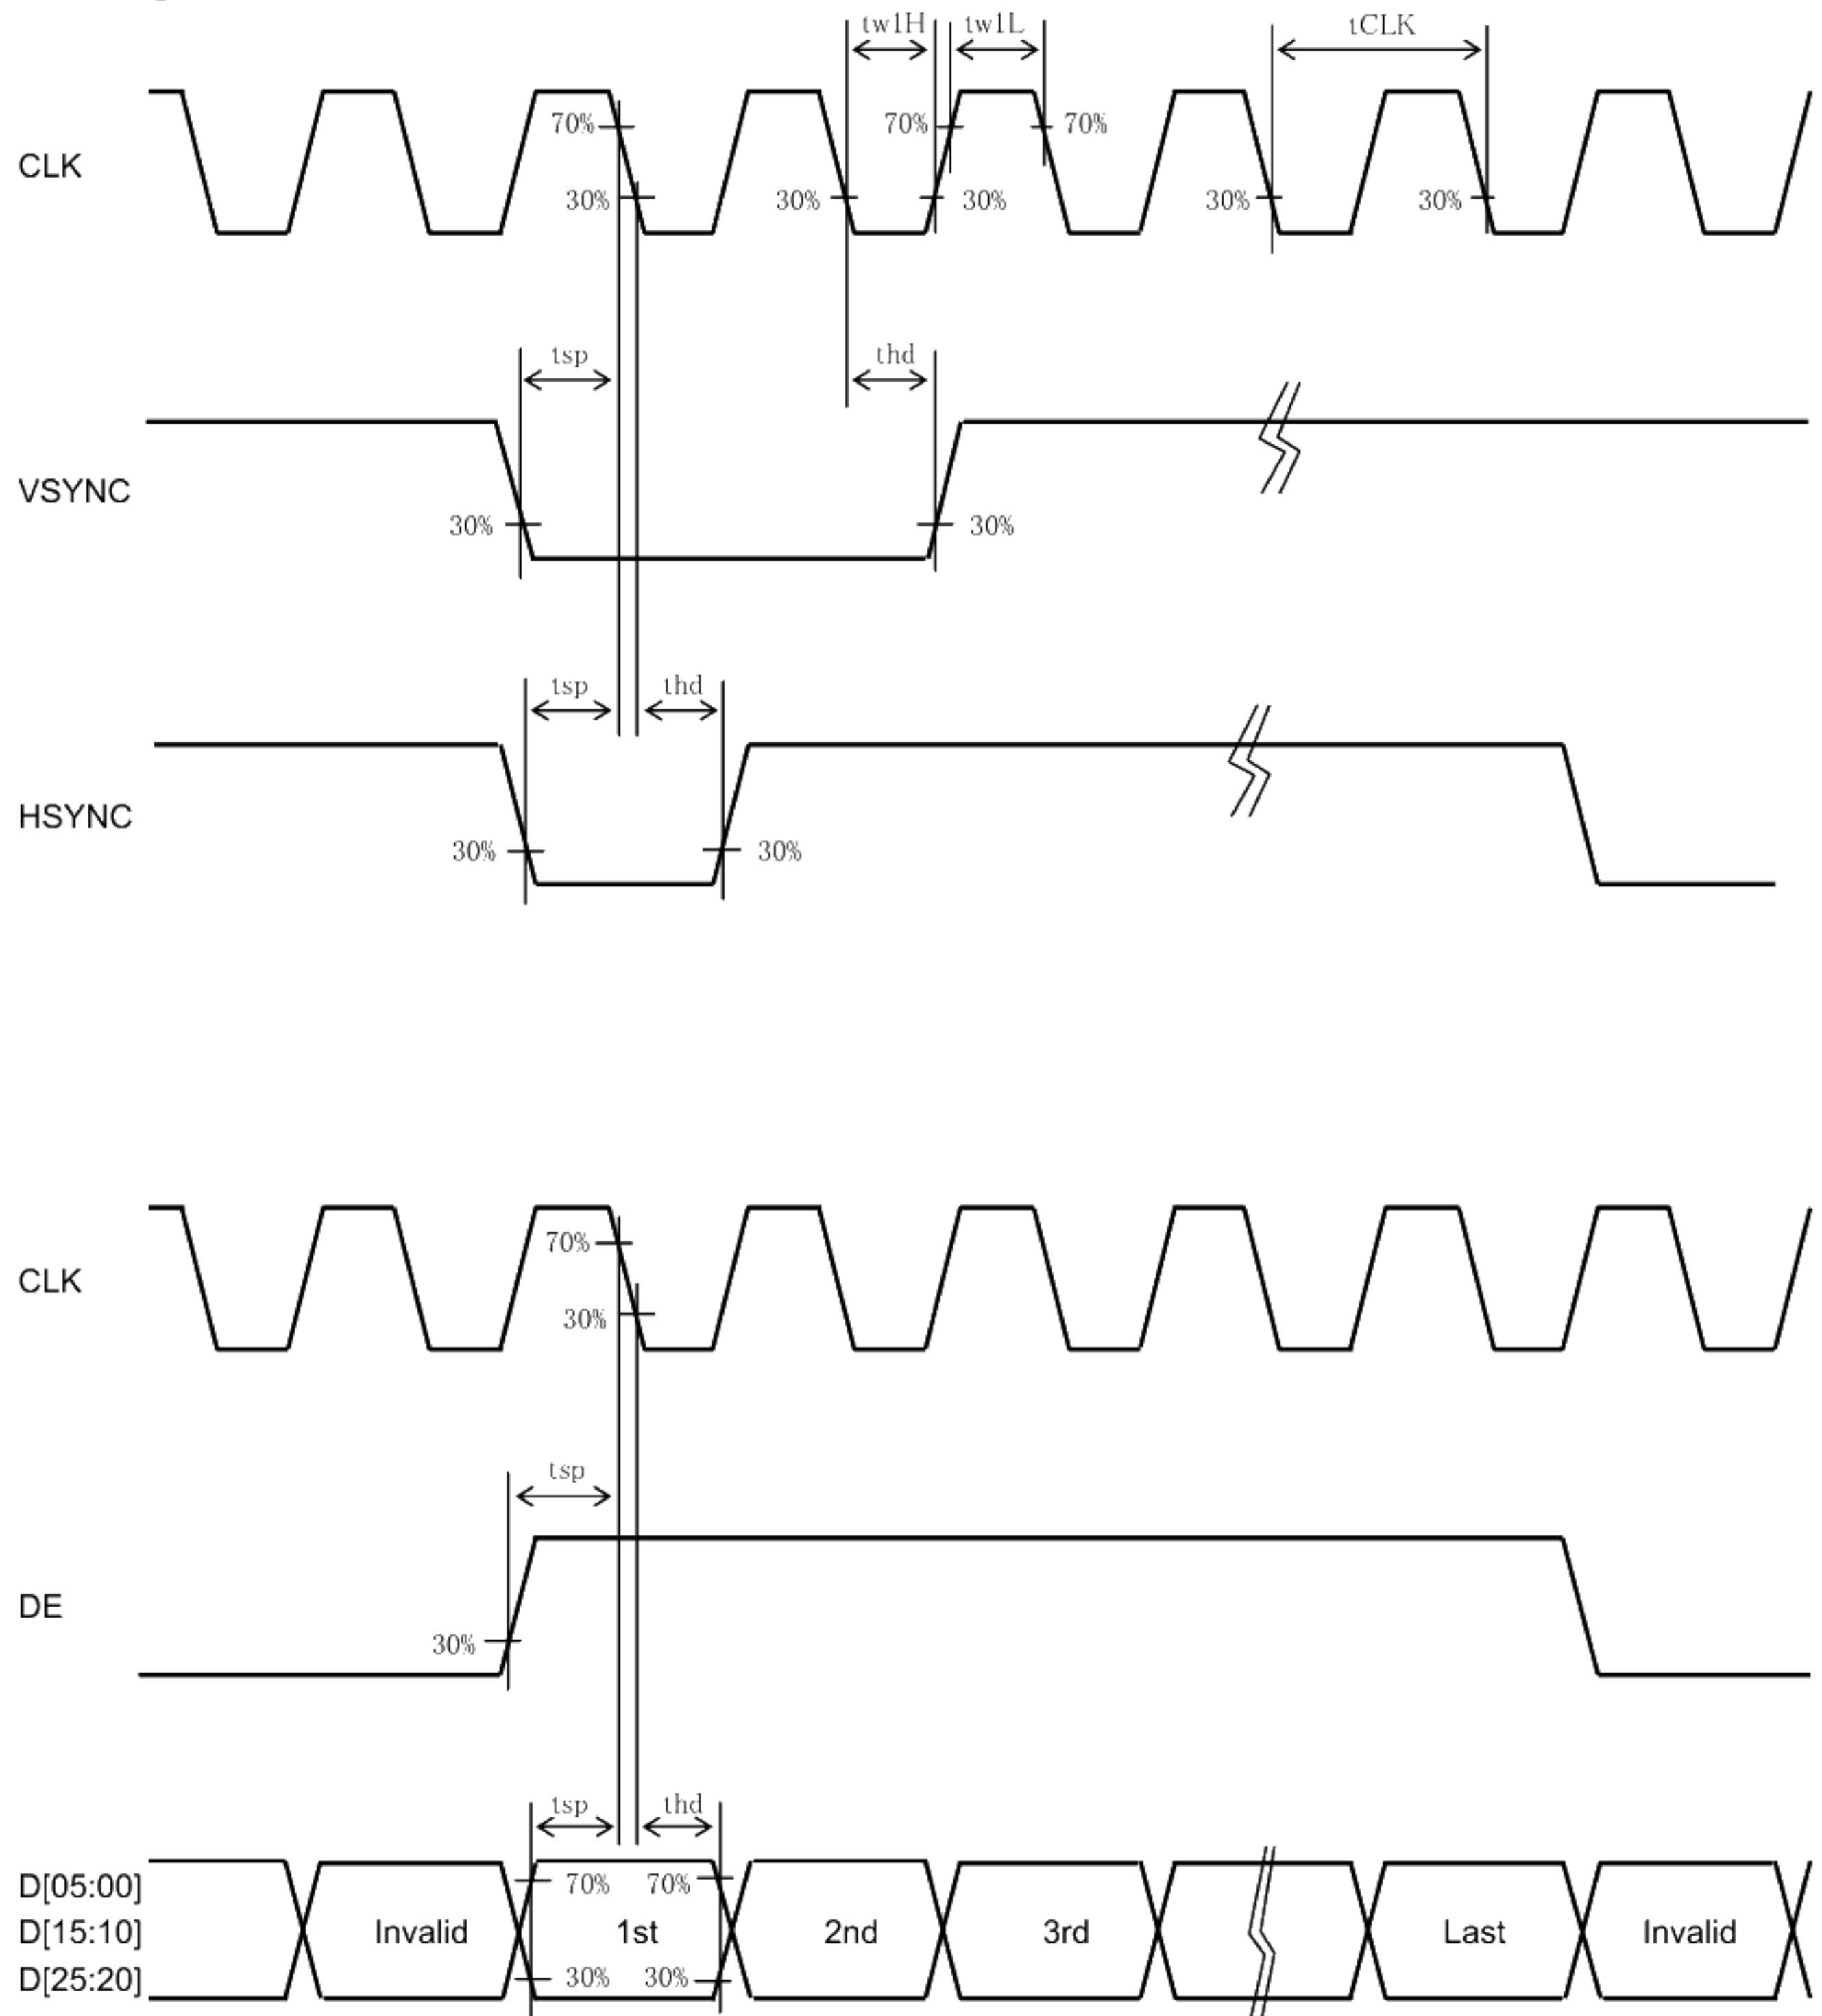 tw1H tw1L tCLK
70% 70% 70%
CLK
30% 30% 30% 30% 30%
tsp thd
VSYNC
30% 30%
tsp thd
HSYNC
30% 30%
70%
CLK
30%
tsp
DE
30%
tsp thd
D[05:00] 70% 70%
D[15:10] Invalid 1st 2nd 3rd Last Invalid
D[25:20] 30% 30%